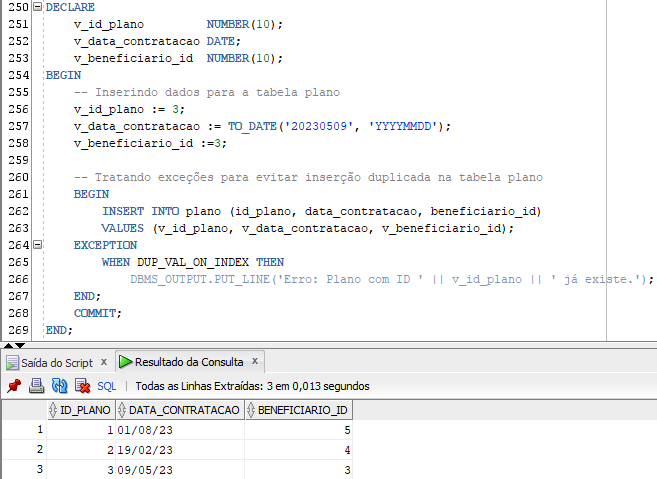 250 DECLARE
251     v_id_plano         NUMBER(10);
252     v_data_contratacao DATE;
253     v_beneficiario_id  NUMBER(10);
254 BEGIN
255     -- Inserindo dados para a tabela plano
256     v_id_plano := 3;
257     v_data_contratacao := TO_DATE('20230509', 'YYYYMMDD');
258     v_beneficiario_id :=3;
259
260     -- Tratando exceções para evitar inserção duplicada na tabela plano
261     BEGIN
262         INSERT INTO plano (id_plano, data_contratacao, beneficiario_id)
263         VALUES (v_id_plano, v_data_contratacao, v_beneficiario_id);
264     EXCEPTION
265         WHEN DUP_VAL_ON_INDEX THEN
266             DBMS_OUTPUT.PUT_LINE('Erro: Plano com ID ' || v_id_plano || ' já existe.');
267     END;
268     COMMIT;
269 END;
Saída do Script x Resultado da Consulta x
SQL | Todas as Linhas Extraídas: 3 em 0,013 segundos
ID_PLANO DATA_CONTRATACAO BENEFICIARIO_ID
1 1 01/08/23 5
2 2 19/02/23 4
3 3 09/05/23 3